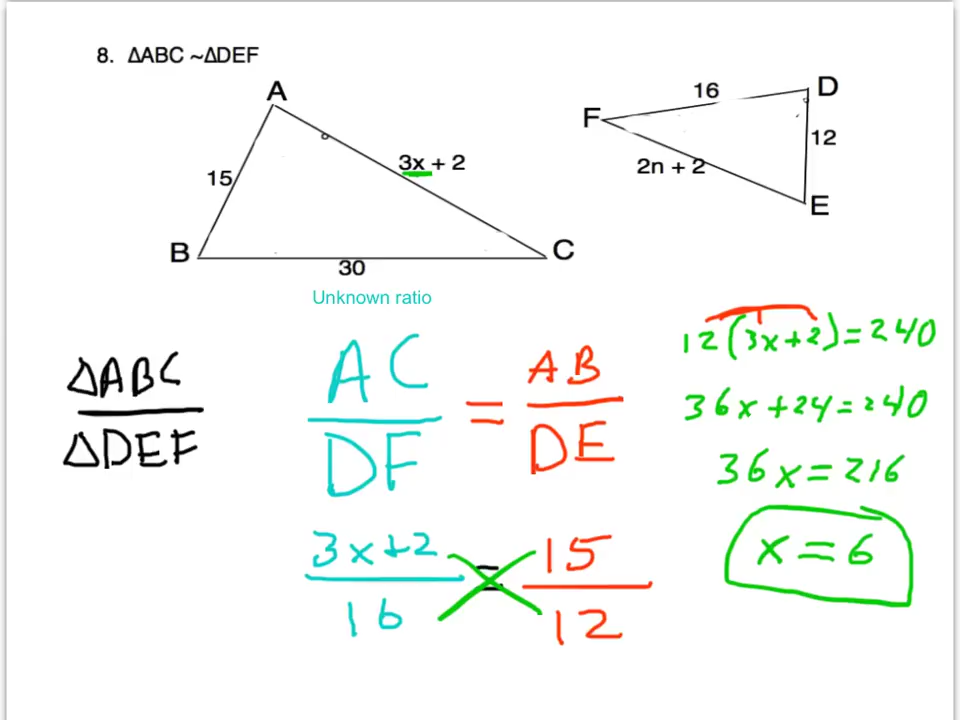 8. ΔABC ~ΔDEF
A
15
3x + 2
B
30
C
16
D
F
12
2n + 2
E
Unknown ratio
ΔABC
ΔDEF
AC
DF
=
AB
DE
3x+2
16
=
15
12
12(3x+2)=240
36x+24=240
36x=216
x=6